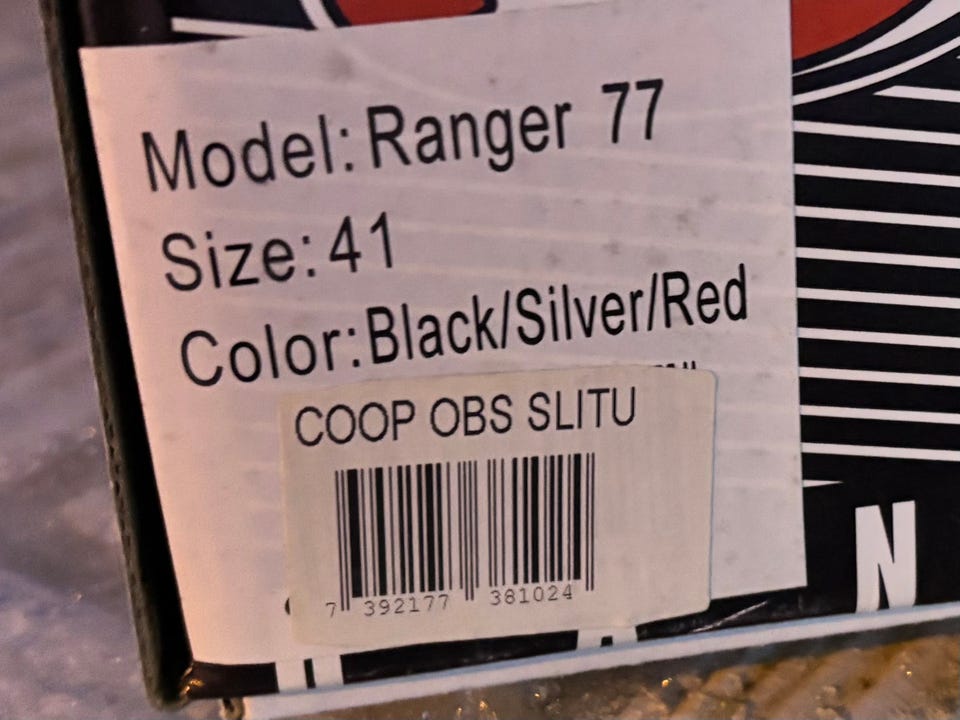 Model: Ranger 77
Size: 41
Color: Black/Silver/Red
COOP OBS SLITU
7 392177 381024
N